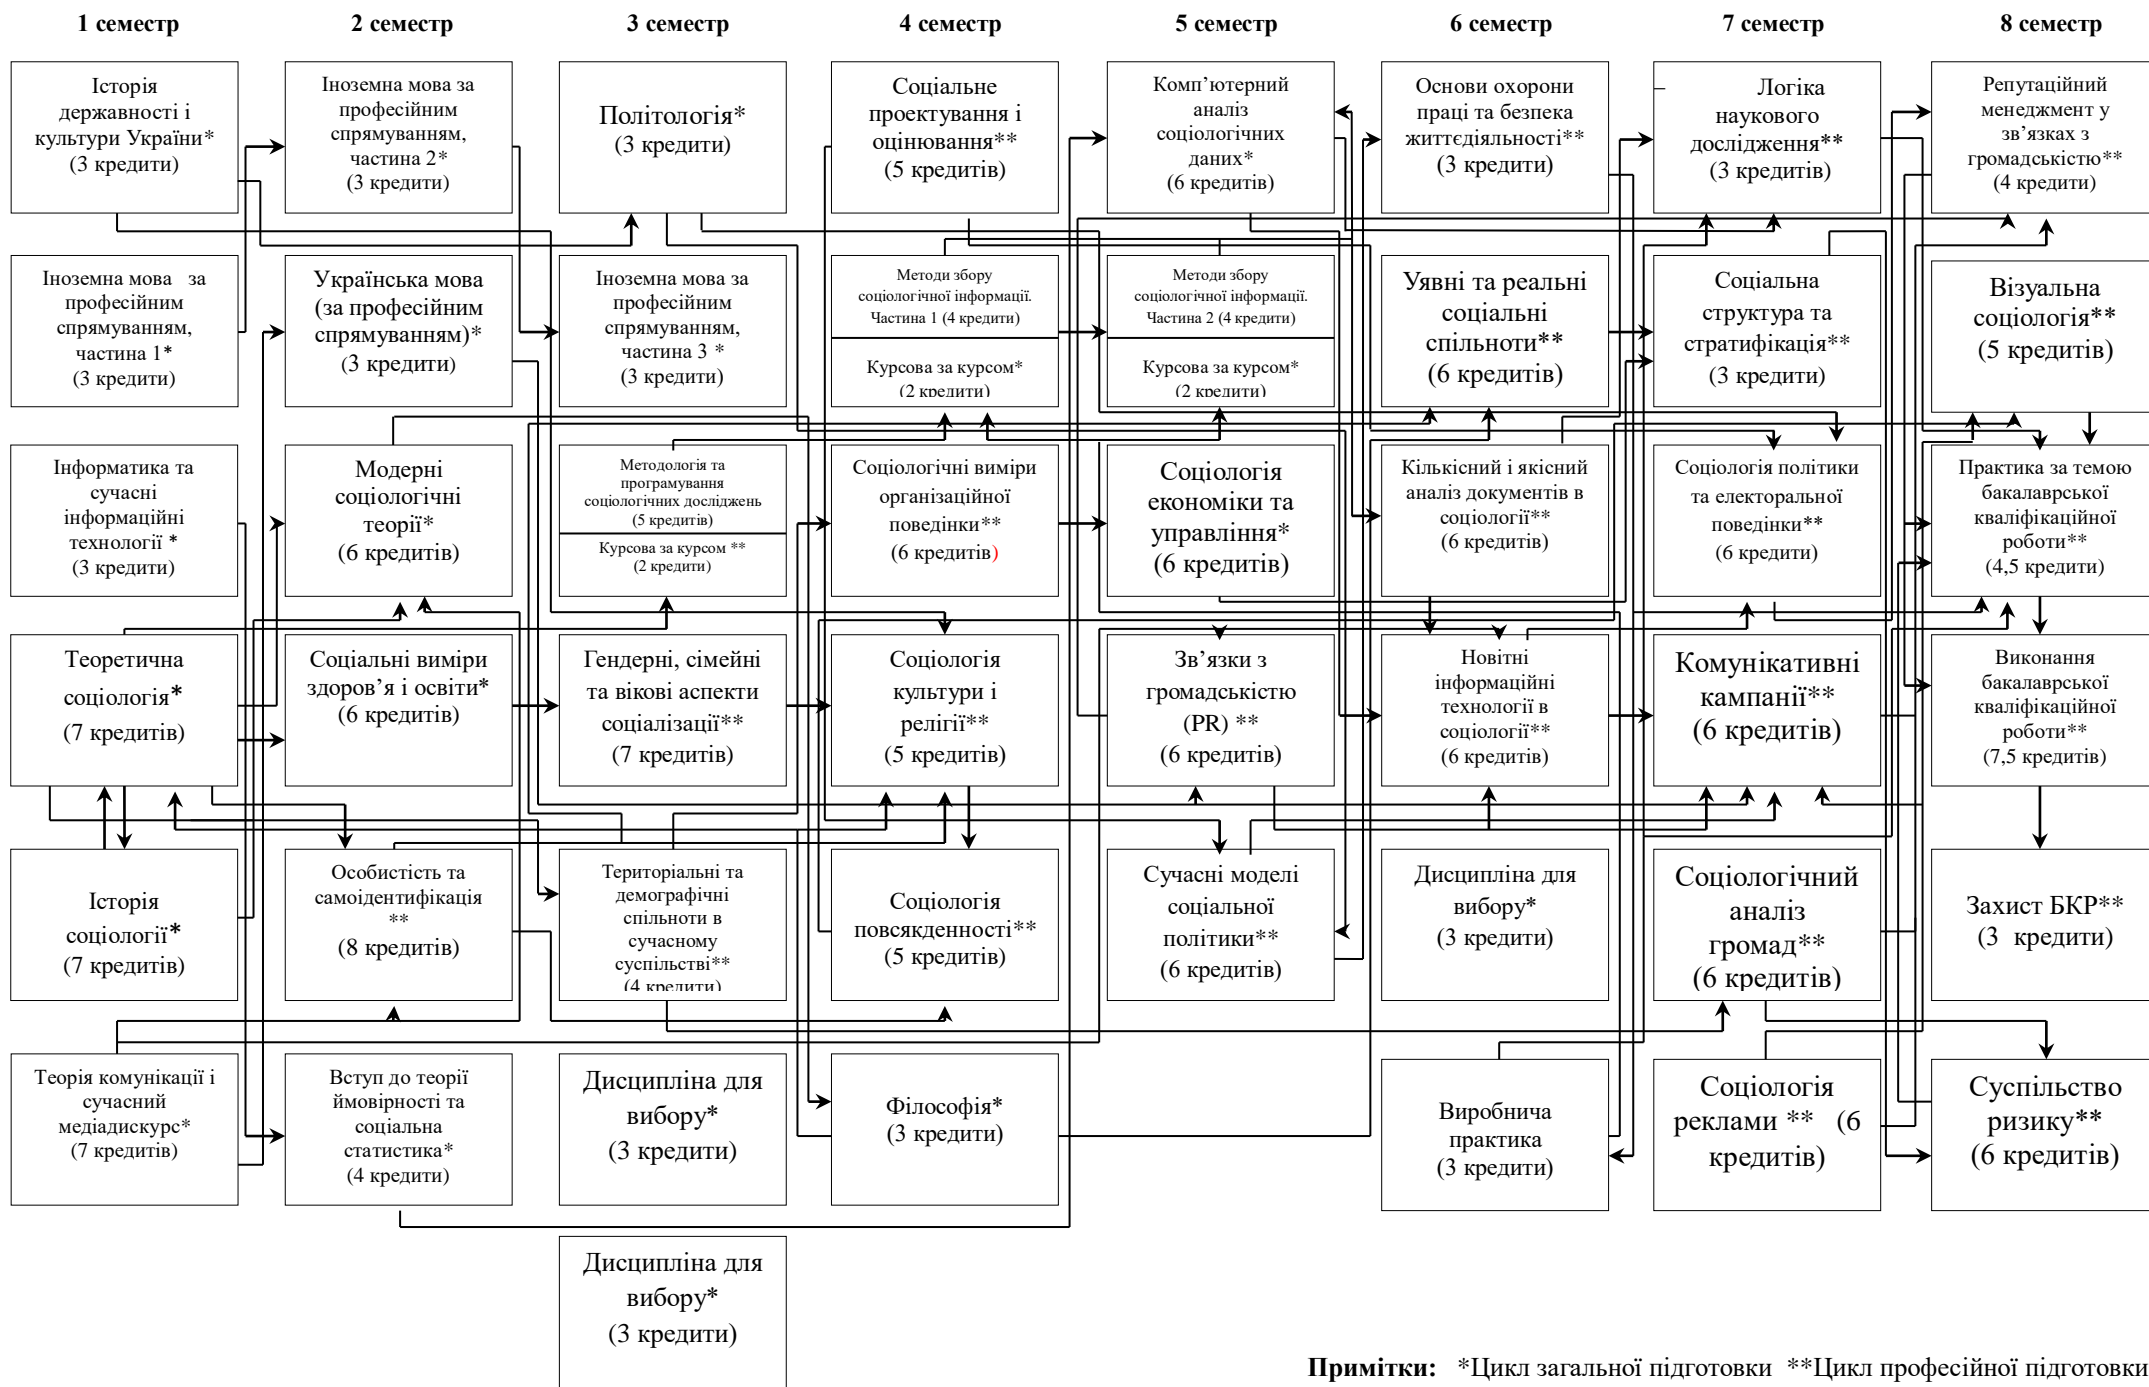 1 семестр
2 семестр
3 семестр
4 семестр
5 семестр
6 семестр
7 семестр
8 семестр
Історія
державності і
культури України*
(3 кредити)
Іноземна мова за
професійним
спрямуванням,
частина 2*
(3 кредити)
Політологія*
(3 кредити)
Соціальне
проектування і
оцінювання**
(5 кредитів)
Комп’ютерний
аналіз
соціологічних
даних*
(6 кредитів)
Основи охорони
праці та безпека
життєдіяльності**
(3 кредити)
Логіка
наукового
дослідження**
(3 кредитів)
Репутаційний
менеджмент у
зв’язках з
громадськістю**
(4 кредити)
Іноземна мова за
професійним
спрямуванням,
частина 1*
(3 кредити)
Українська мова
(за професійним
спрямуванням)*
(3 кредити)
Іноземна мова за
професійним
спрямуванням,
частина 3 *
(3 кредити)
Методи збору
соціологічної інформації.
Частина 1 (4 кредити)
Курсова за курсом*
(2 кредити)
Методи збору
соціологічної інформації.
Частина 2 (4 кредити)
Курсова за курсом*
(2 кредити)
Уявні та реальні
соціальні
спільноти**
(6 кредитів)
Соціальна
структура та
стратифікація**
(3 кредити)
Візуальна
соціологія**
(5 кредитів)
Інформатика та
сучасні
інформаційні
технології *
(3 кредити)
Модерні
соціологічні
теорії*
(6 кредитів)
Методологія та
програмування
соціологічних досліджень
(5 кредитів)
Курсова за курсом **
(2 кредити)
Соціологічні виміри
організаційної
поведінки**
(6 кредитів)
Соціологія
економіки та
управління*
(6 кредитів)
Кількісний і якісний
аналіз документів в
соціології**
(6 кредитів)
Соціологія політики
та електоральної
поведінки**
(6 кредити)
Практика за темою
бакалаврської
кваліфікаційної
роботи**
(4,5 кредити)
Теоретична
соціологія*
(7 кредитів)
Соціальні виміри
здоров’я і освіти*
(6 кредитів)
Гендерні, сімейні
та вікові аспекти
соціалізації**
(7 кредитів)
Соціологія
культури і
релігії**
(5 кредитів)
Зв’язки з
громадськістю
(PR) **
(6 кредитів)
Новітні
інформаційні
технології в
соціології**
(6 кредитів)
Комунікативні
кампанії**
(6 кредитів)
Виконання
бакалаврської
кваліфікаційної
роботи**
(7,5 кредитів)
Історія
соціології*
(7 кредитів)
Особистість та
самоідентифікація
**
(8 кредитів)
Територіальні та
демографічні
спільноти в
сучасному
суспільстві**
(4 кредити)
Соціологія
повсякденності**
(5 кредитів)
Сучасні моделі
соціальної
політики**
(6 кредитів)
Дисципліна для
вибору*
(3 кредити)
Соціологічний
аналіз
громад**
(6 кредитів)
Захист БКР**
(3 кредити)
Теорія комунікації і
сучасний
медіадискурс*
(7 кредитів)
Вступ до теорії
ймовірності та
соціальна
статистика*
(4 кредити)
Дисципліна для
вибору*
(3 кредити)
Філософія*
(3 кредити)
Виробнича
практика
(3 кредити)
Соціологія
реклами ** (6
кредитів)
Суспільство
ризику**
(6 кредитів)
Дисципліна для
вибору*
(3 кредити)
Примітки: *Цикл загальної підготовки **Цикл професійної підготовки